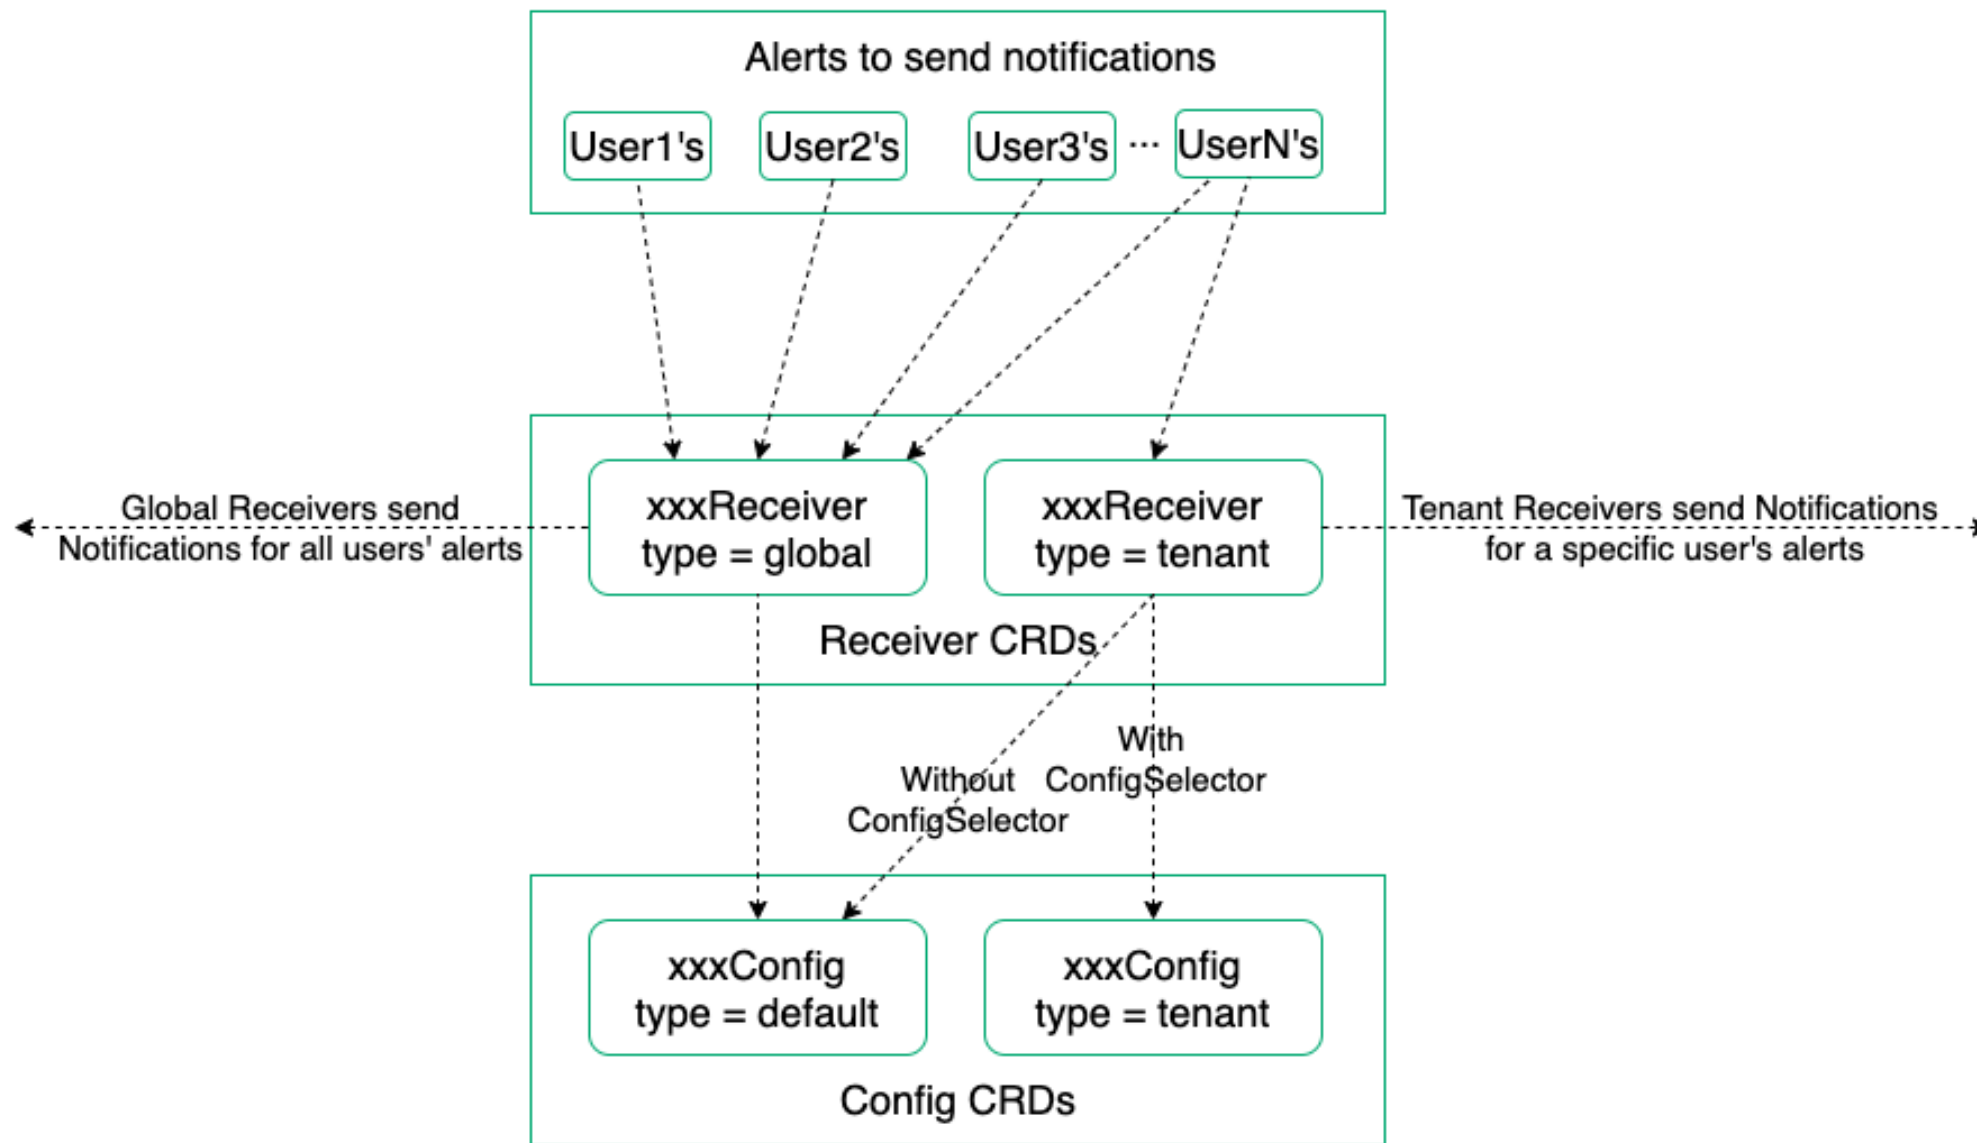 Alerts to send notifications
User1's
User2's
User3's
...
UserN's
Global Receivers send
Notifications for all users' alerts
xxxReceiver
type = global
xxxReceiver
type = tenant
Tenant Receivers send Notifications
for a specific user's alerts
Receiver CRDs
Without
ConfigSelector
With
ConfigSelector
xxxConfig
type = default
xxxConfig
type = tenant
Config CRDs